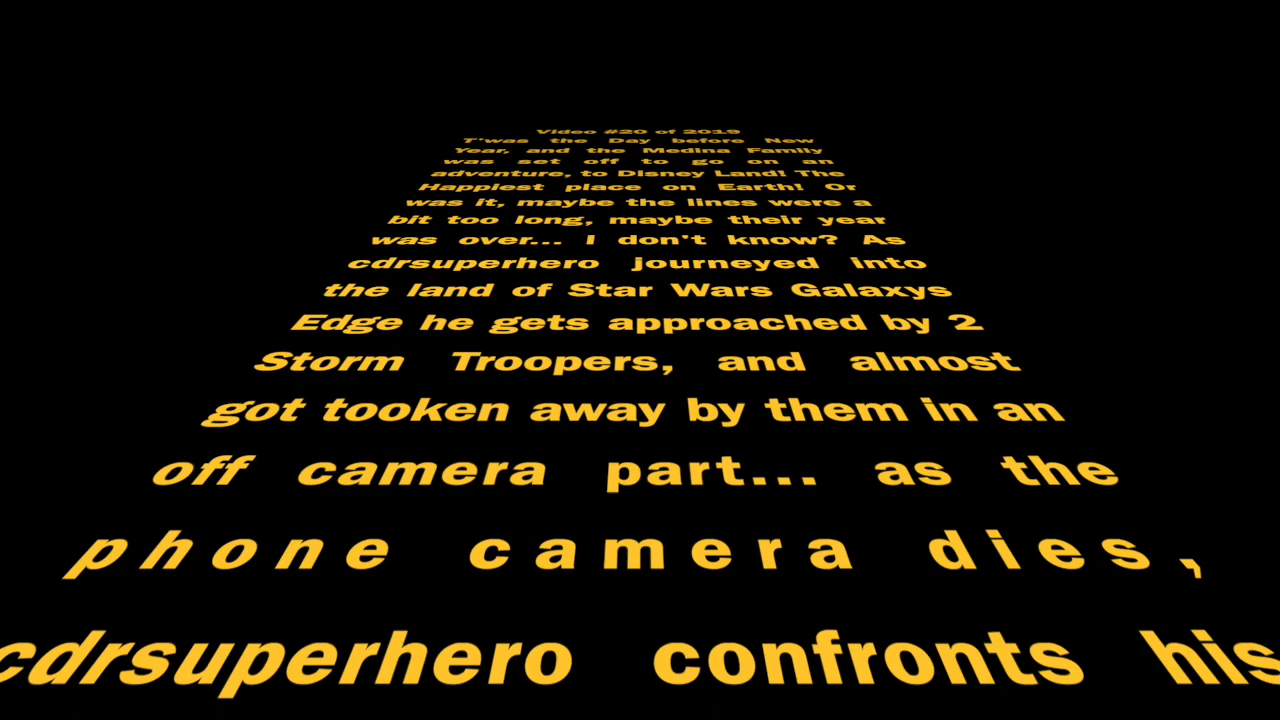 Video #20 of 2019
T'was the Day before New
Year, and the Medina Family
was set off to go on an
adventure, to Disney Land! The
Happiest place on Earth! Or
was it, maybe the lines were a
bit too long, maybe their year
was over... I don't know? As
cdrsuperhero journeyed into
the land of Star Wars Galaxys
Edge he gets approached by 2
Storm Troopers, and almost
got tooken away by them in an
off camera part... as the
phone camera dies,
cdrsuperhero confronts his